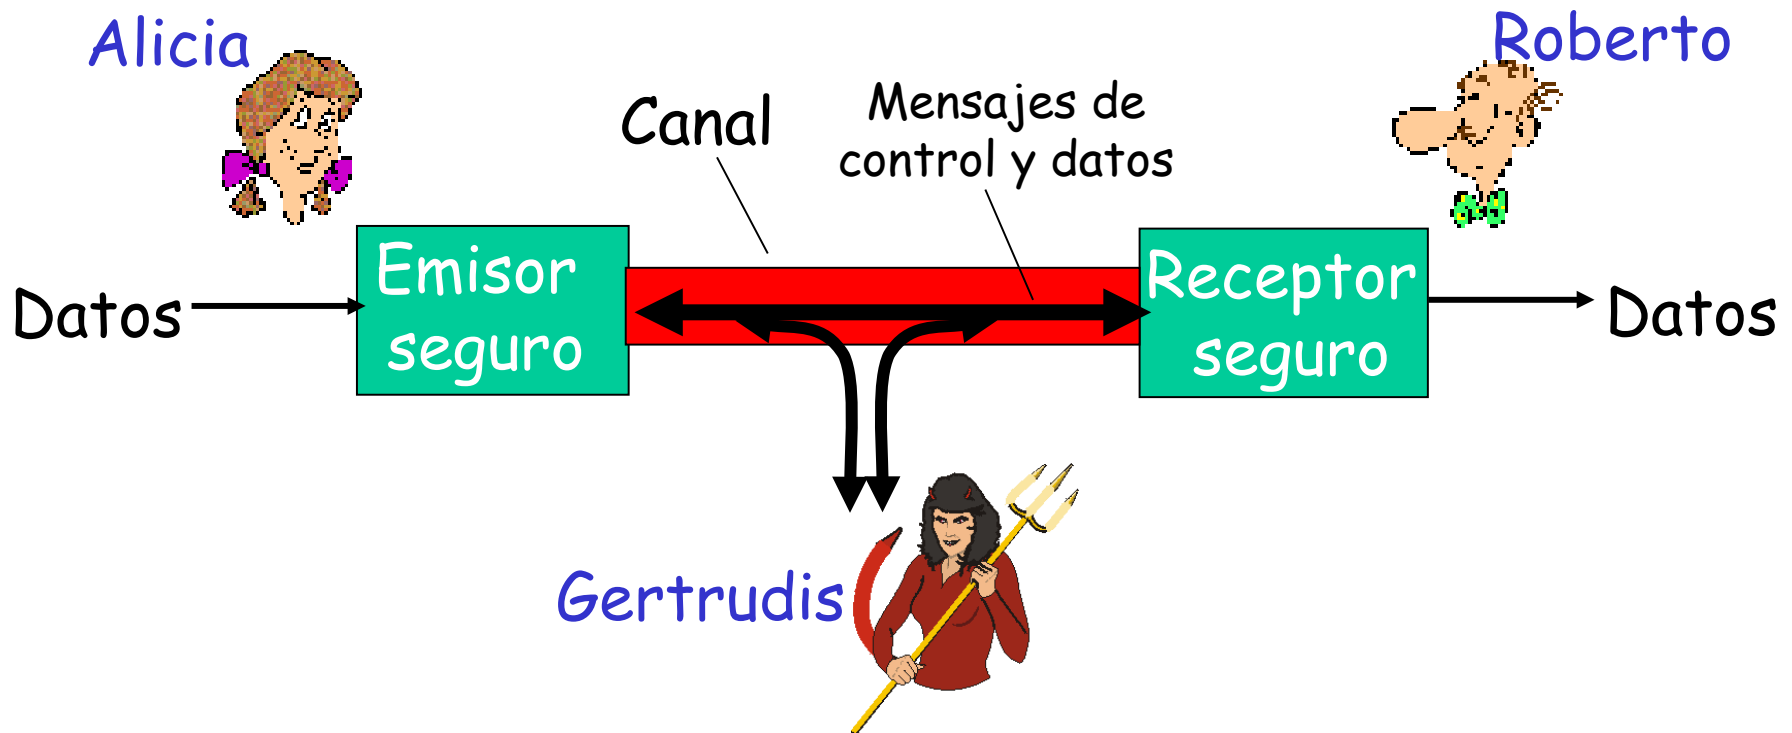 Alicia
Roberto
Canal
Mensajes de
control y datos
Datos
Emisor
seguro
Receptor
seguro
Datos
Gertrudis